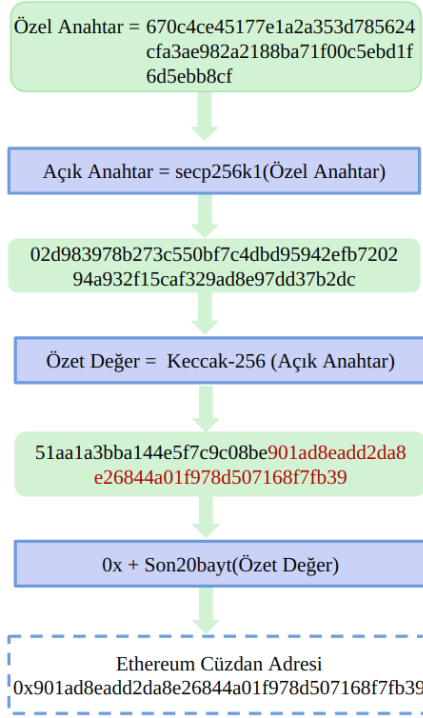 Özel Anahtar = 670c4ce45177e1a2a353d785624
cfa3ae982a2188ba71f00c5ebd1f
6d5ebb8cf
Açık Anahtar = secp256k1(Özel Anahtar)
02d983978b273c550bf7c4dbd95942efb7202
94a932f15caf329ad8e97dd37b2dc
Özet Değer = Keccak-256 (Açık Anahtar)
51aa1a3bba144e5f7c9c08be901ad8eadd2da8
e26844a01f978d507168f7fb39
0x + Son20bayt(Özet Değer)
Ethereum Cüzdan Adresi
0x901ad8eadd2da8e26844a01f978d507168f7fb39